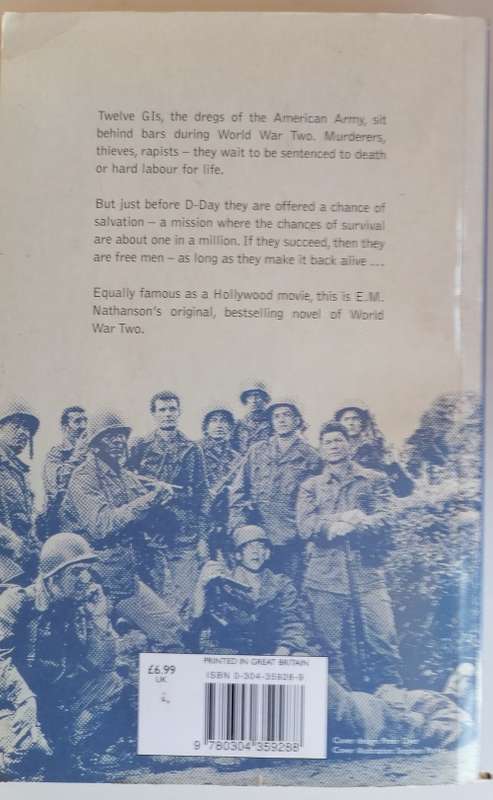 Twelve GIs, the dregs of the American Army, sit
behind bars during World War Two. Murderers,
thieves, rapists – they wait to be sentenced to death
or hard labour for life.
But just before D-Day they are offered a chance of
salvation – a mission where the chances of survival
are about one in a million. If they succeed, then they
are free men – as long as they make it back alive ...
Equally famous as a Hollywood movie, this is E.M.
Nathanson's original, bestselling novel of World
War Two.
£6.99
UK
PRINTED IN GREAT BRITAIN
ISBN 0-304-35928-9
9 780304 359288
Cover
Cover